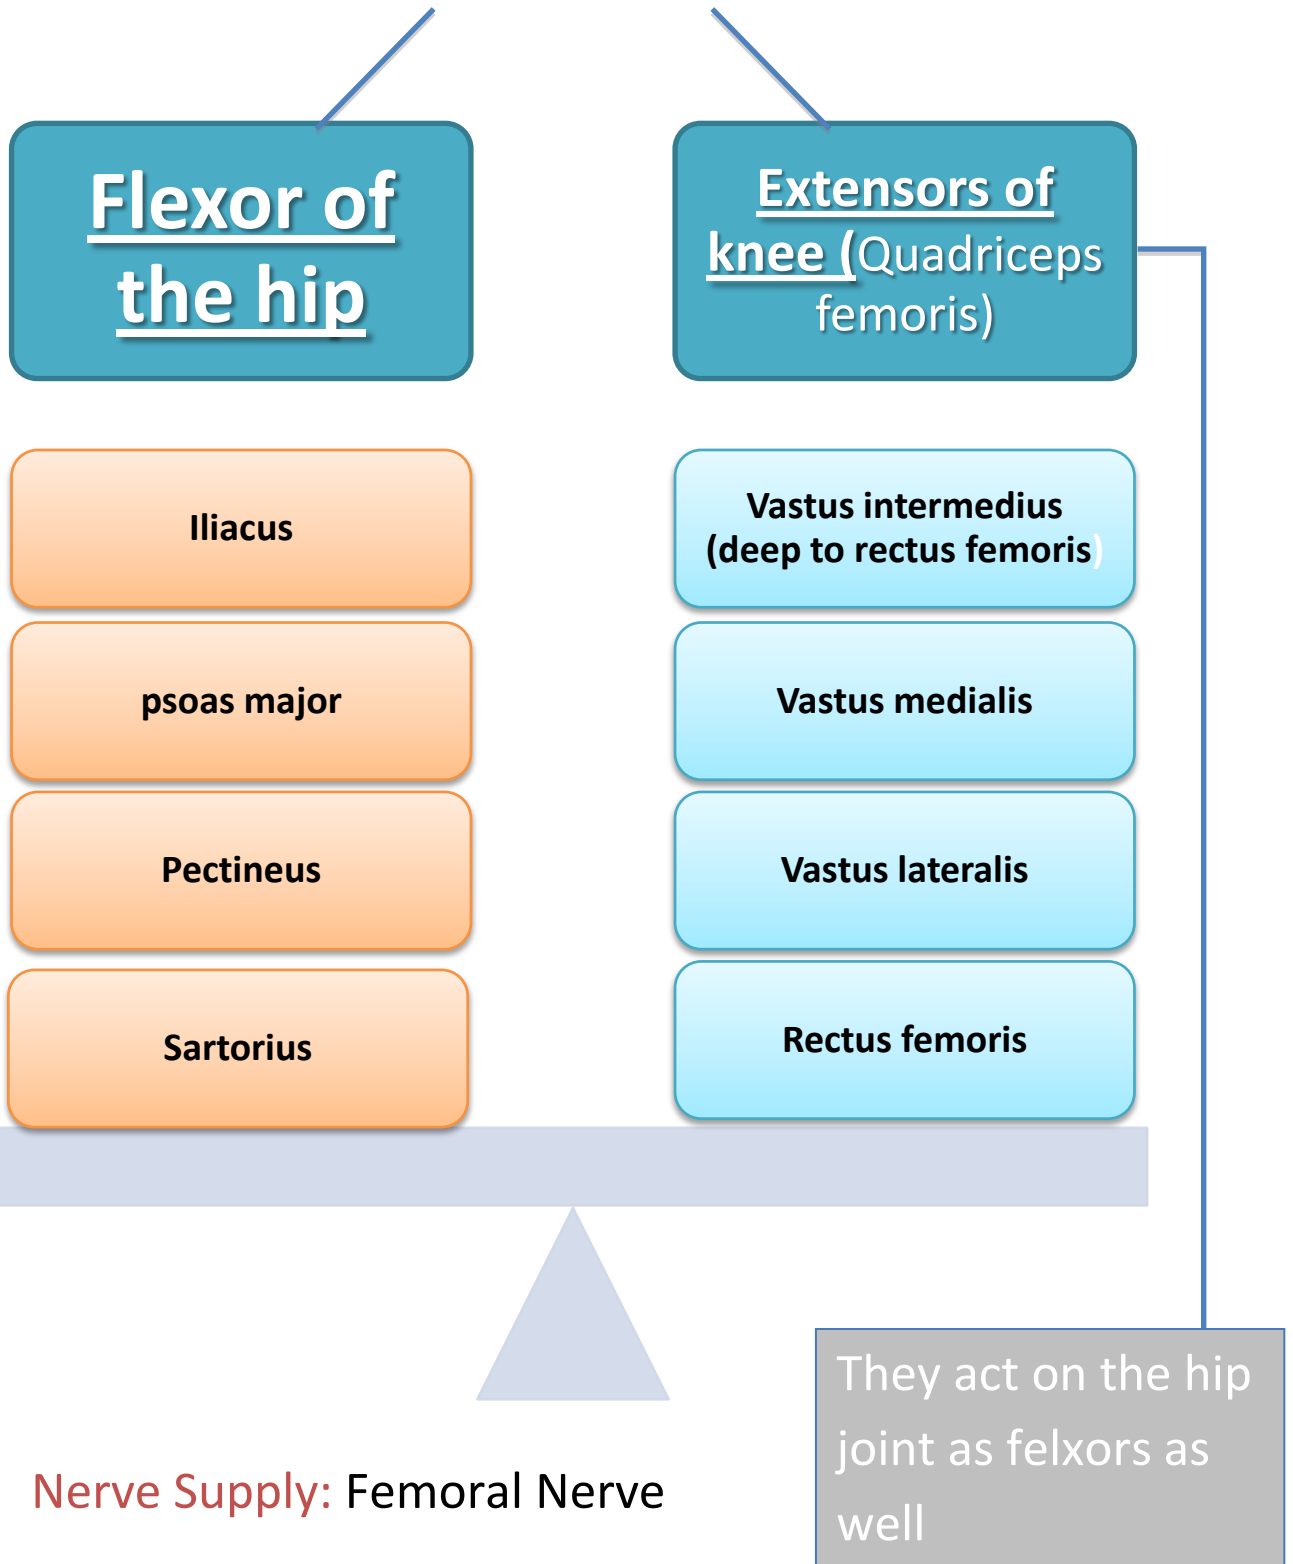 Flexor of
the hip
Extensors of
knee (Quadriceps
femoris)
Iliacus
psoas major
Pectineus
Sartorius
Vastus intermedius
(deep to rectus femoris)
Vastus medialis
Vastus lateralis
Rectus femoris
They act on the hip
joint as felxors as
well
Nerve Supply: Femoral Nerve